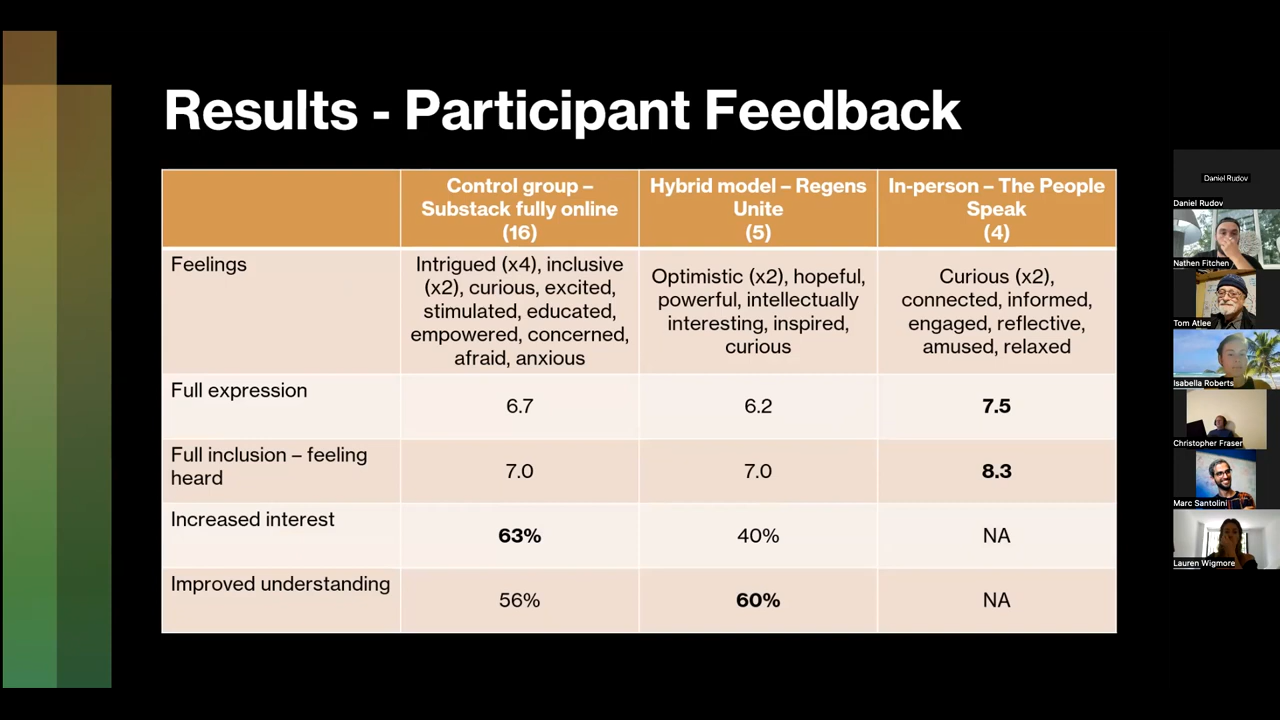 Results - Participant Feedback
Control group –
Substack fully online
(16)
Hybrid model – Regens
Unite
(5)
In-person – The People
Speak
(4)
Feelings
Intrigued (x4), inclusive
(x2), curious, excited,
stimulated, educated,
empowered, concerned,
afraid, anxious
Optimistic (x2), hopeful,
powerful, intellectually
interesting, inspired,
curious
Curious (x2),
connected, informed,
engaged, reflective,
amused, relaxed
Full expression
6.7
6.2
7.5
Full inclusion – feeling
heard
7.0
7.0
8.3
Increased interest
63%
40%
NA
Improved understanding
56%
60%
NA
Daniel Rudov
Daniel Rudov
Nathen Fitchen
Tom Atlee
Isabella Roberts
Christopher Fraser
Marc Santolini
Lauren Wigmore